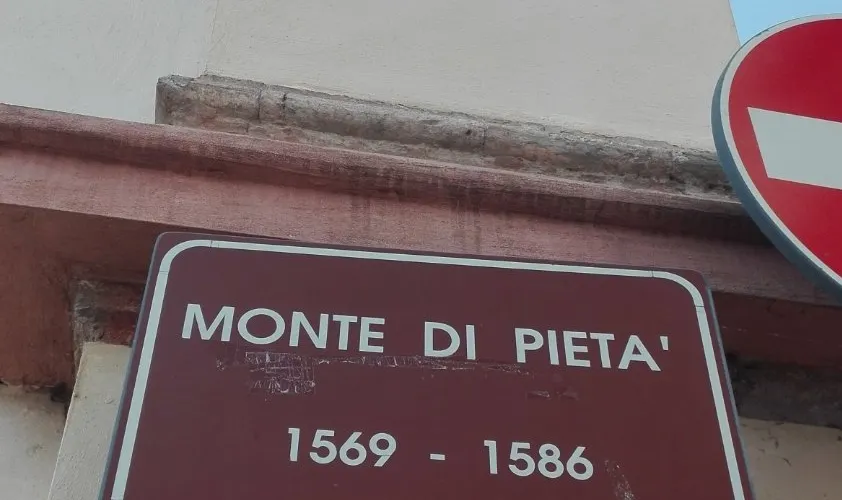 MONTE DI PIETA'
1569 - 1586